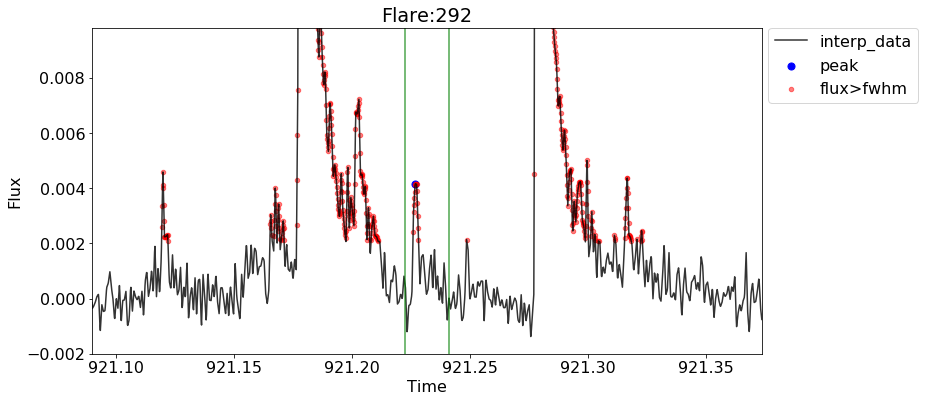 Flare:292
interp_data
peak
flux>fwhm
Flux
0.008
0.006
0.004
0.002
0.000
−0.002
921.10 921.15 921.20 921.25 921.30 921.35
Time